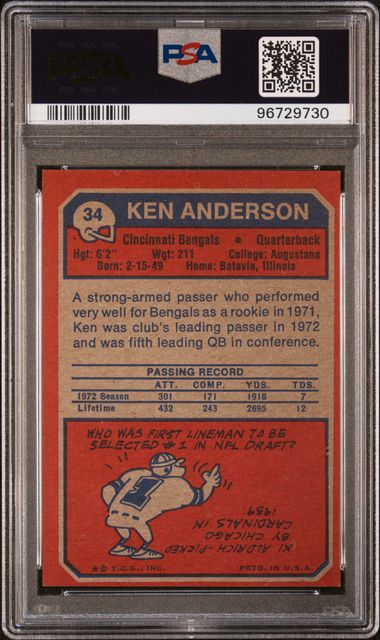 PSA
96729730
34 KEN ANDERSON
Cincinnati Bengals • Quarterback
Hgt: 6'2" Wgt: 211 College: Augustana
Born: 2-15-49 Home: Batavia, Illinois
A strong-armed passer who performed
very well for Bengals as a rookie in 1971,
Ken was club's leading passer in 1972
and was fifth leading QB in conference.
PASSING RECORD
ATT. COMP. YDS. TDS.
1972 Season 301 171 1918 7
Lifetime 432 243 2695 12
WHO WAS FIRST LINEMAN TO BE
SELECTED #1 IN NFL DRAFT?
1
KI ALDRICH-PICKED
BY CHICAGO
CARDINALS IN
1939.
* © T.C.G., INC. PRTD. IN U.S.A.